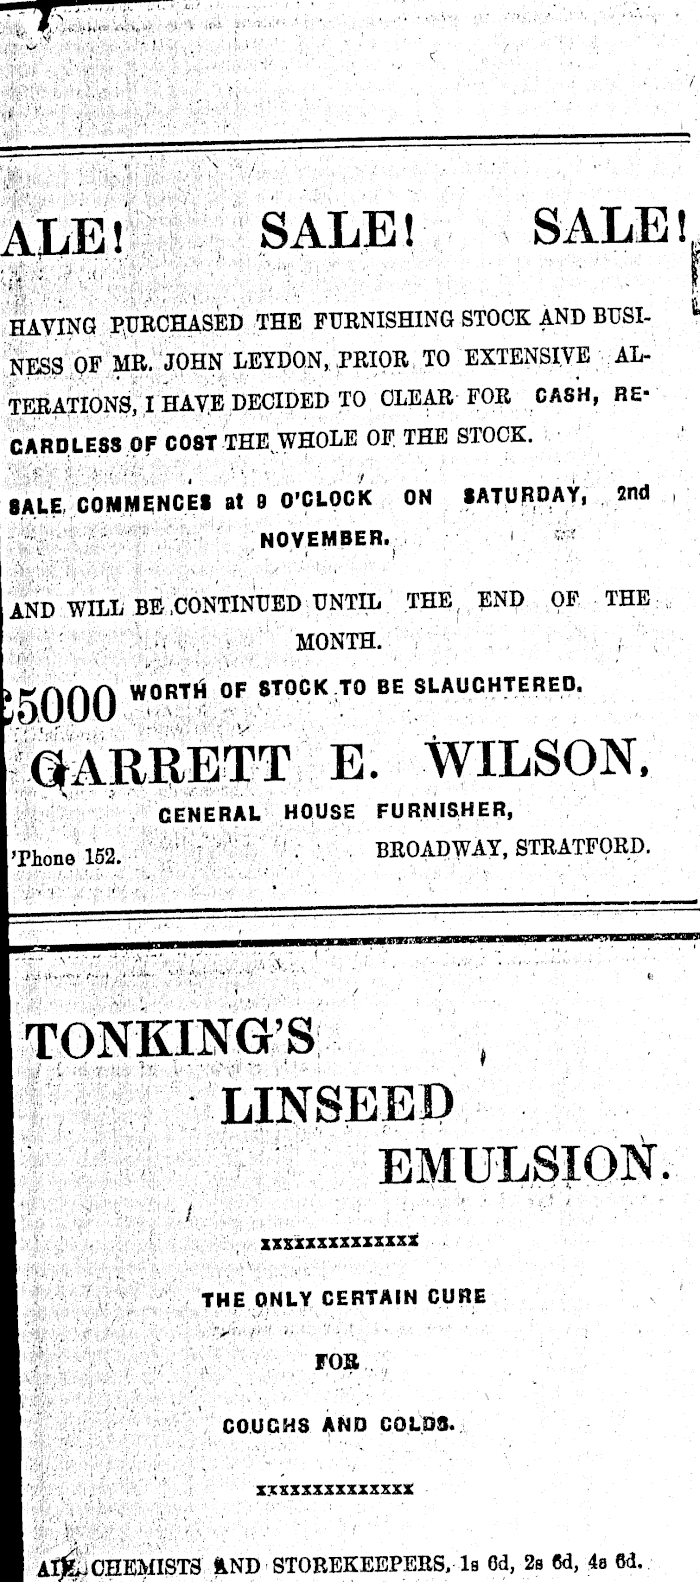 ALE! SALE! SALE!
HAVING PURCHASED THE FURNISHING STOCK AND BUSI-
NESS OF MR. JOHN LEYDON, PRIOR TO EXTENSIVE AL-
TERATIONS, I HAVE DECIDED TO CLEAR FOR CASH, RE-
GARDLESS OF COST THE WHOLE OF THE STOCK.
SALE COMMENCES at 9 O'CLOCK ON SATURDAY, 2nd
NOVEMBER.
AND WILL BE CONTINUED UNTIL THE END OF THE
MONTH.
£5000 WORTH OF STOCK TO BE SLAUGHTERED.
GARRETT E. WILSON,
GENERAL HOUSE FURNISHER,
'Phone 152. BROADWAY, STRATFORD.
TONKING'S
LINSEED
EMULSION.
xxxxxxxxxxxxxx
THE ONLY CERTAIN CURE
FOR
COUGHS AND COLDS.
xxxxxxxxxxxxxx
ALL CHEMISTS AND STOREKEEPERS, 1s 6d, 2s 6d, 4s 6d.